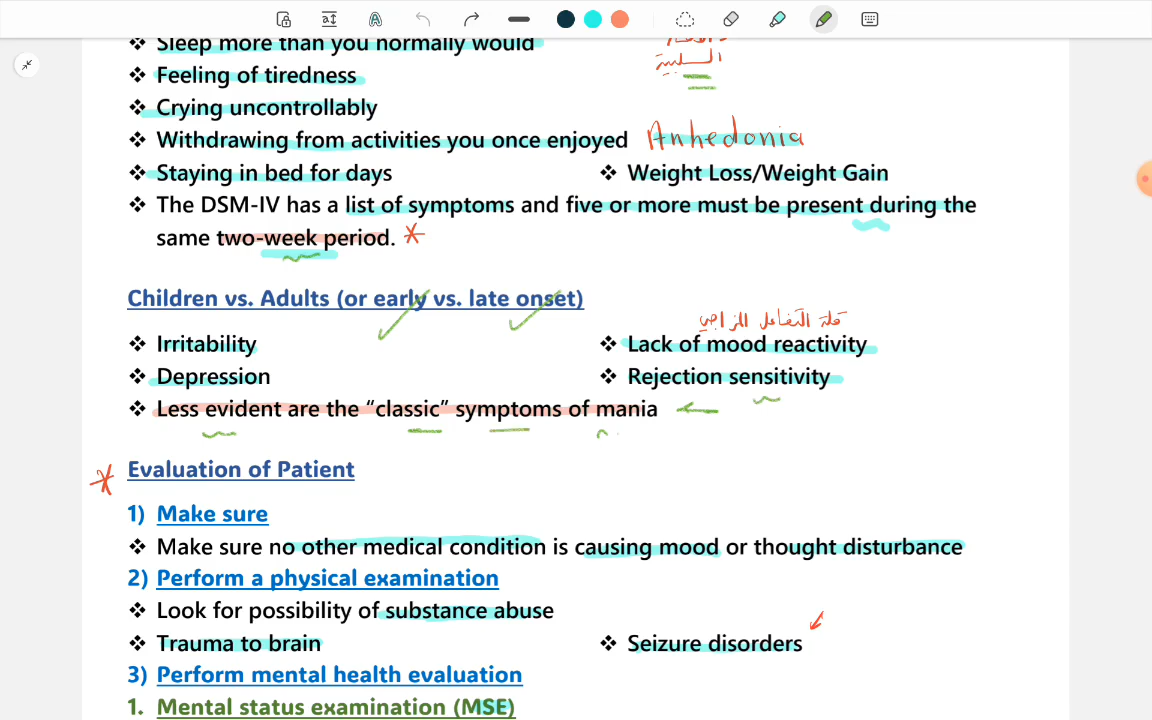 ❖ Sleep more than you normally would
السلبية
❖ Feeling of tiredness
❖ Crying uncontrollably
❖ Withdrawing from activities you once enjoyed Anhedonia
❖ Staying in bed for days ❖ Weight Loss/Weight Gain
❖ The DSM-IV has a list of symptoms and five or more must be present during the
same two-week period.
Children vs. Adults (or early vs. late onset)
قلة التفاعل المزاجي
❖ Irritability ❖ Lack of mood reactivity
❖ Depression ❖ Rejection sensitivity
❖ Less evident are the “classic” symptoms of mania
Evaluation of Patient
1) Make sure
❖ Make sure no other medical condition is causing mood or thought disturbance
2) Perform a physical examination
❖ Look for possibility of substance abuse
❖ Trauma to brain ❖ Seizure disorders
3) Perform mental health evaluation
1. Mental status examination (MSE)